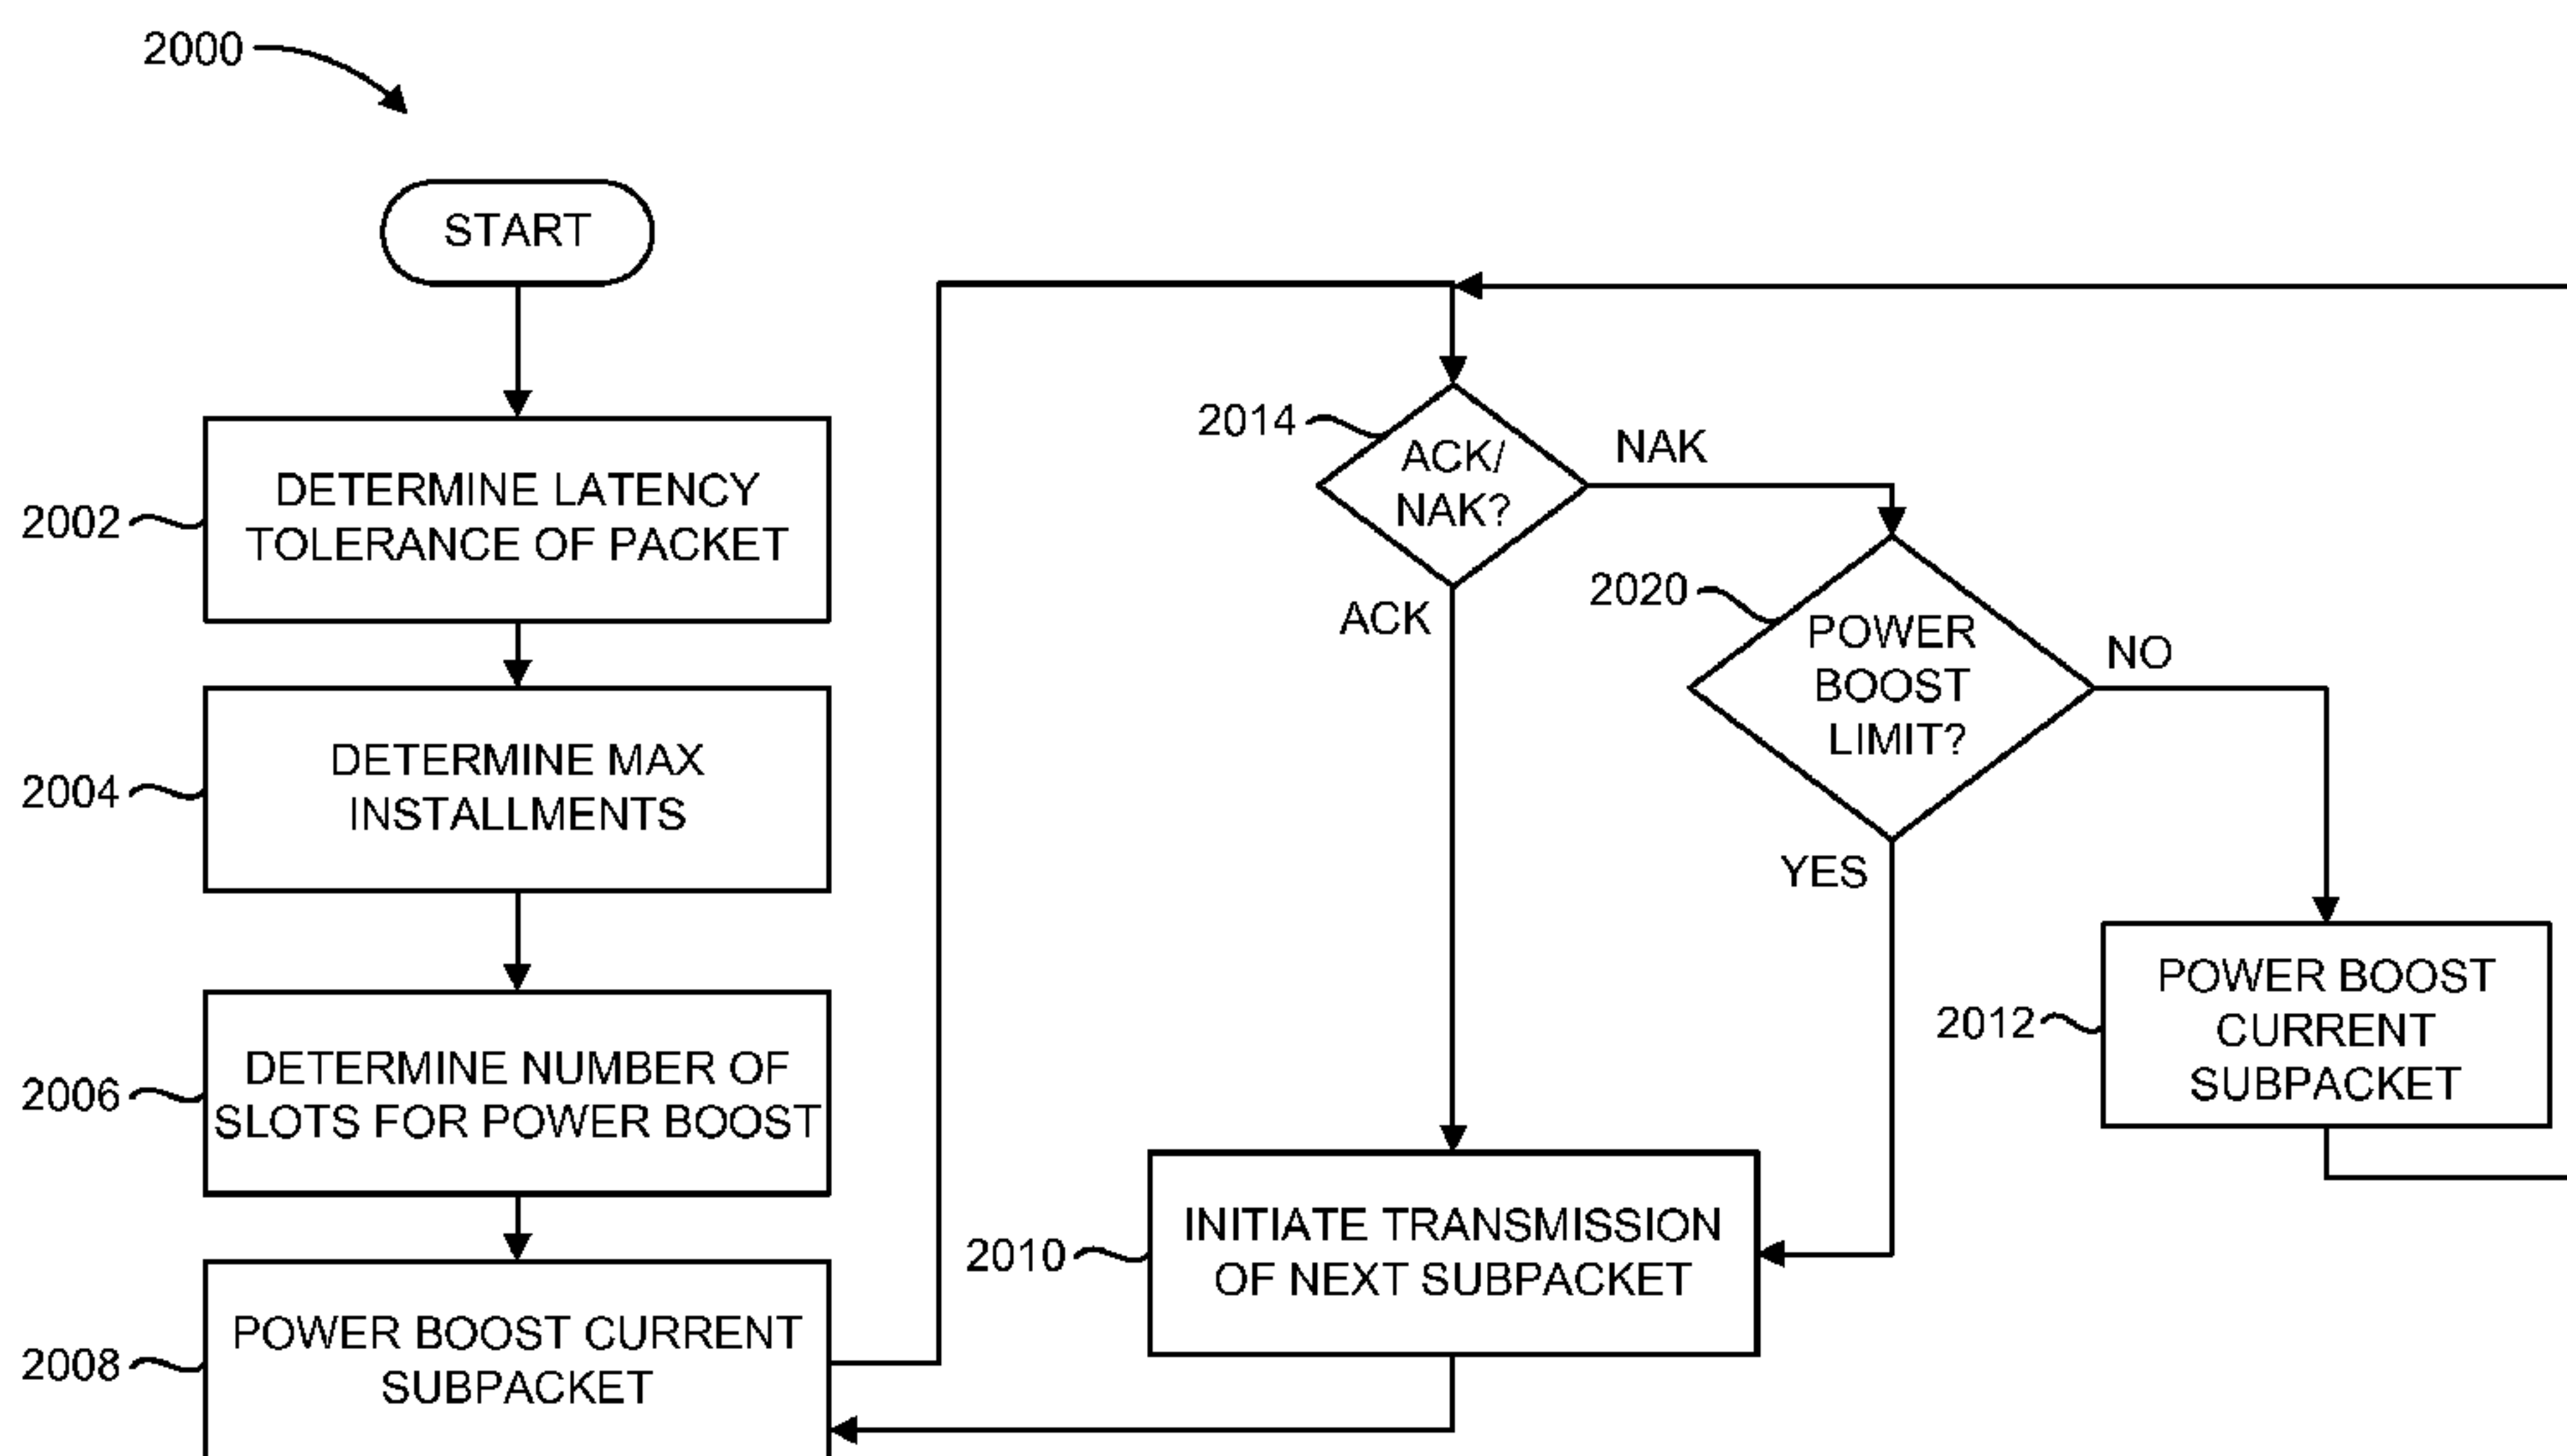 2000
START
2002
DETERMINE LATENCY
TOLERANCE OF PACKET
2004
DETERMINE MAX
INSTALLMENTS
2006
DETERMINE NUMBER OF
SLOTS FOR POWER BOOST
2008
POWER BOOST CURRENT
SUBPACKET
2014
ACK/
NAK?
NAK
ACK
2020
POWER
BOOST
LIMIT?
NO
YES
2012
POWER BOOST
CURRENT
SUBPACKET
2010
INITIATE TRANSMISSION
OF NEXT SUBPACKET